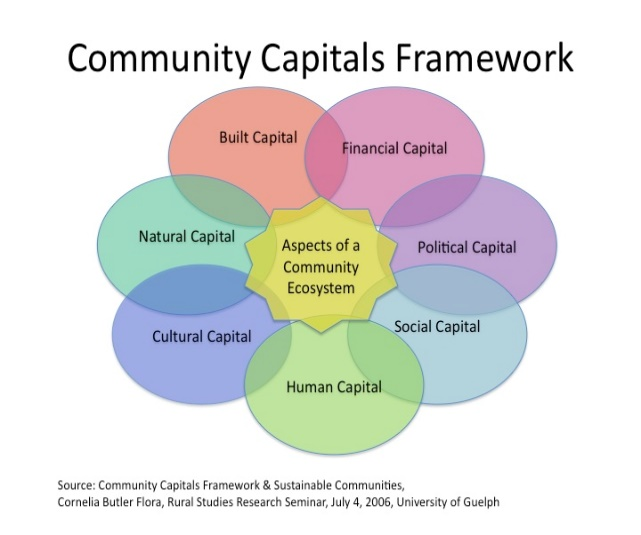 Community Capitals Framework
Built Capital
Financial Capital
Natural Capital
Aspects of a
Community
Ecosystem
Political Capital
Cultural Capital
Social Capital
Human Capital
Source: Community Capitals Framework & Sustainable Communities,
Cornelia Butler Flora, Rural Studies Research Seminar, July 4, 2006, University of Guelph